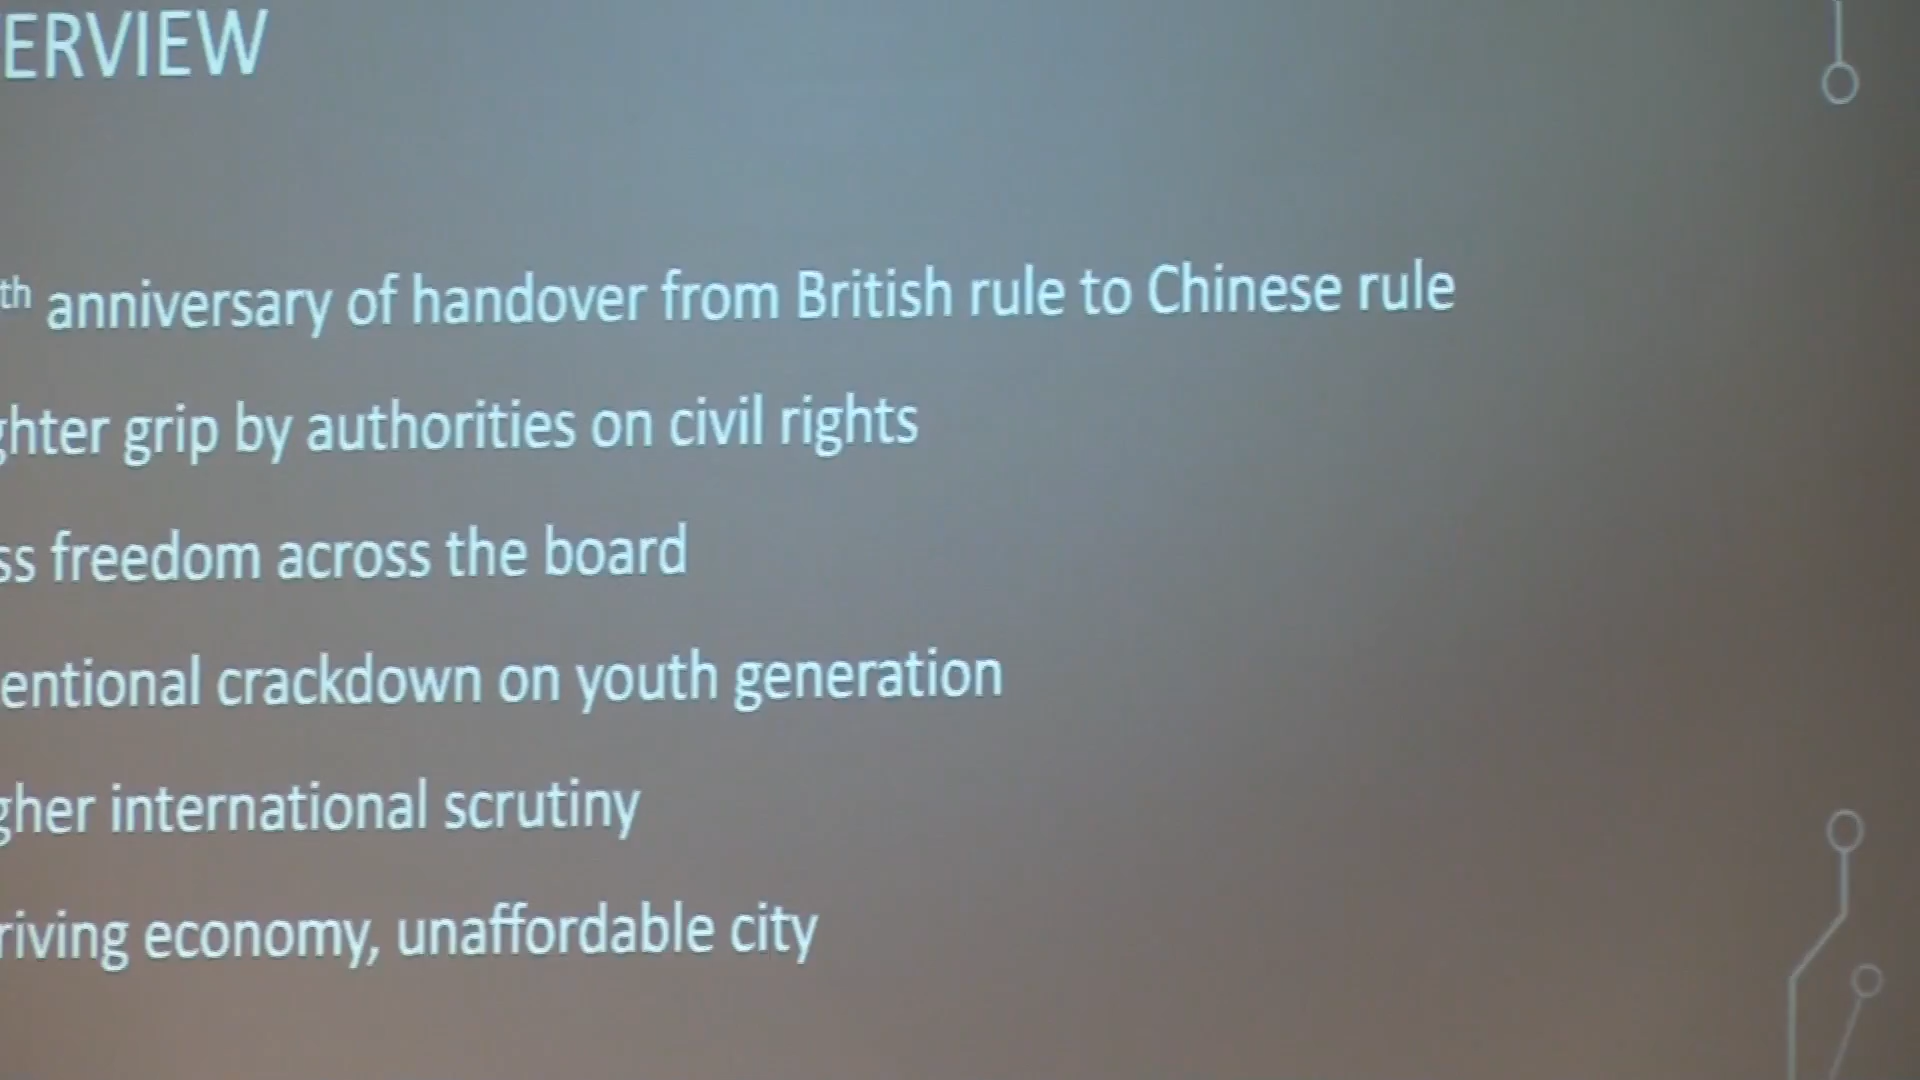 ERVIEW
th anniversary of handover from British rule to Chinese rule
ghter grip by authorities on civil rights
ss freedom across the board
entional crackdown on youth generation
gher international scrutiny
riving economy, unaffordable city